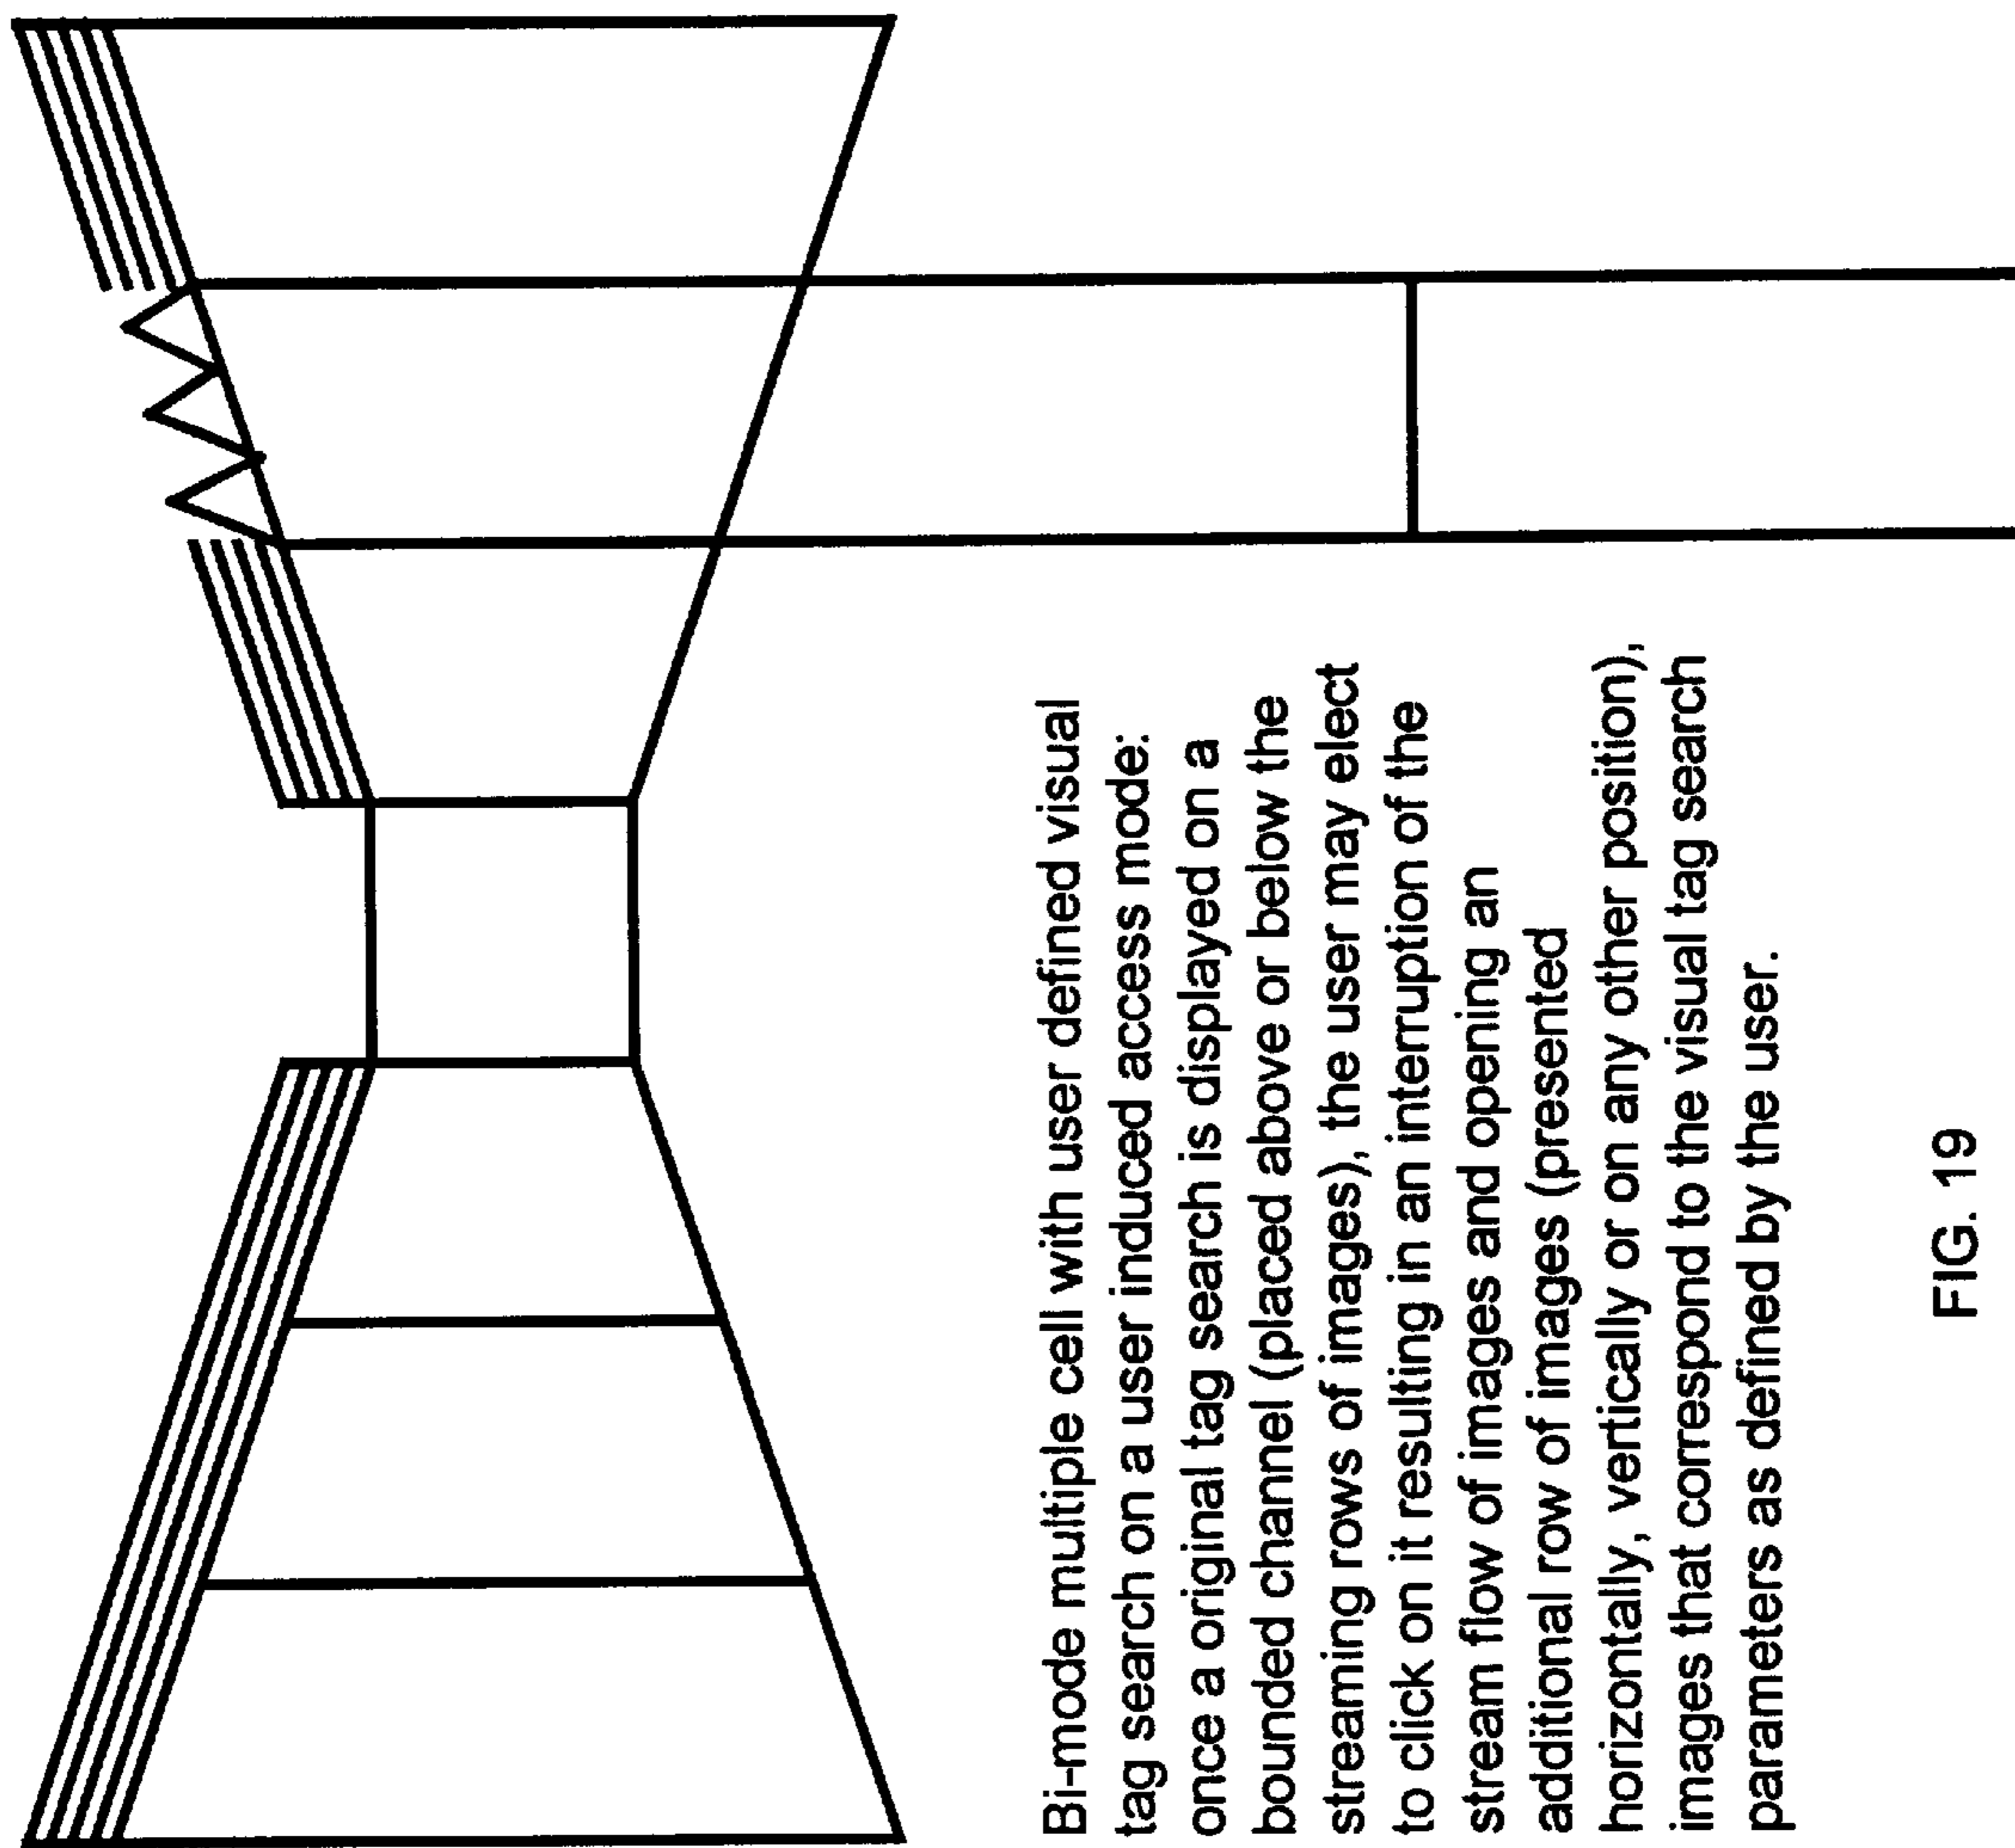 Bi-mode multiple cell with user defined visual
tag search on a user induced access mode:
once a original tag search is displayed on a
bounded channel (placed above or below the
streaming rows of images), the user may elect
to click on it resulting in an interruption of the
stream flow of images and opening an
additional row of images (presented
horizontally, vertically or on any other position),
images that correspond to the visual tag search
parameters as defined by the user.
FIG. 19